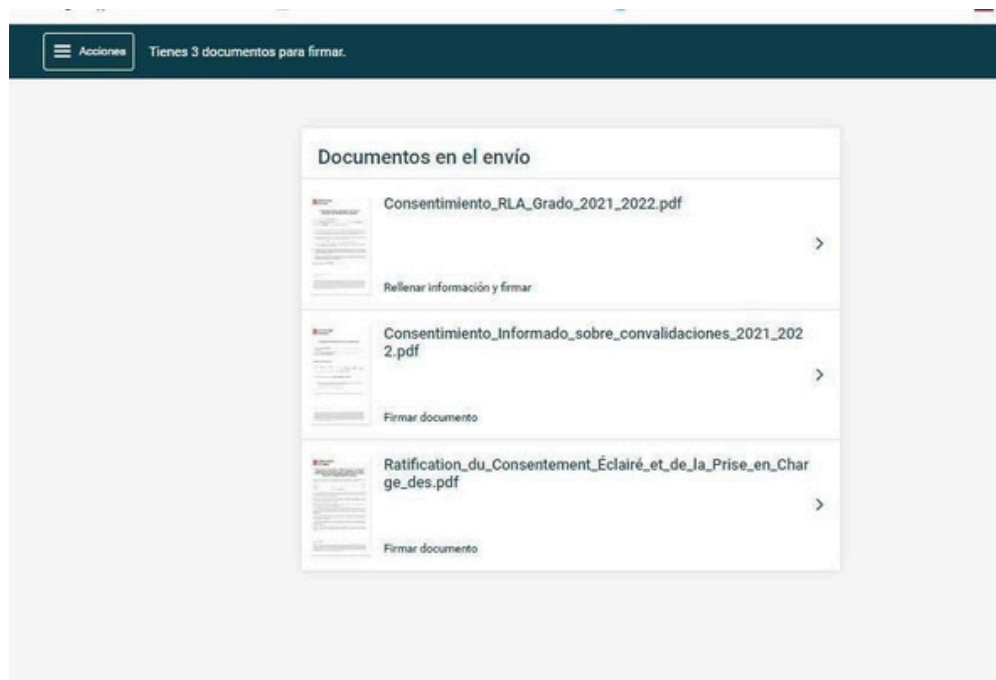 Acciones
Tienes 3 documentos para firmar.
Documentos en el envío
Consentimiento_RLA_Grado_2021_2022.pdf
Rellenar información y firmar
Consentimiento_Informado_sobre_convalidaciones_2021_202
2.pdf
Firmar documento
Ratification_du_Consentement_Éclairé_et_de_la_Prise_en_Char
ge_des.pdf
Firmar documento